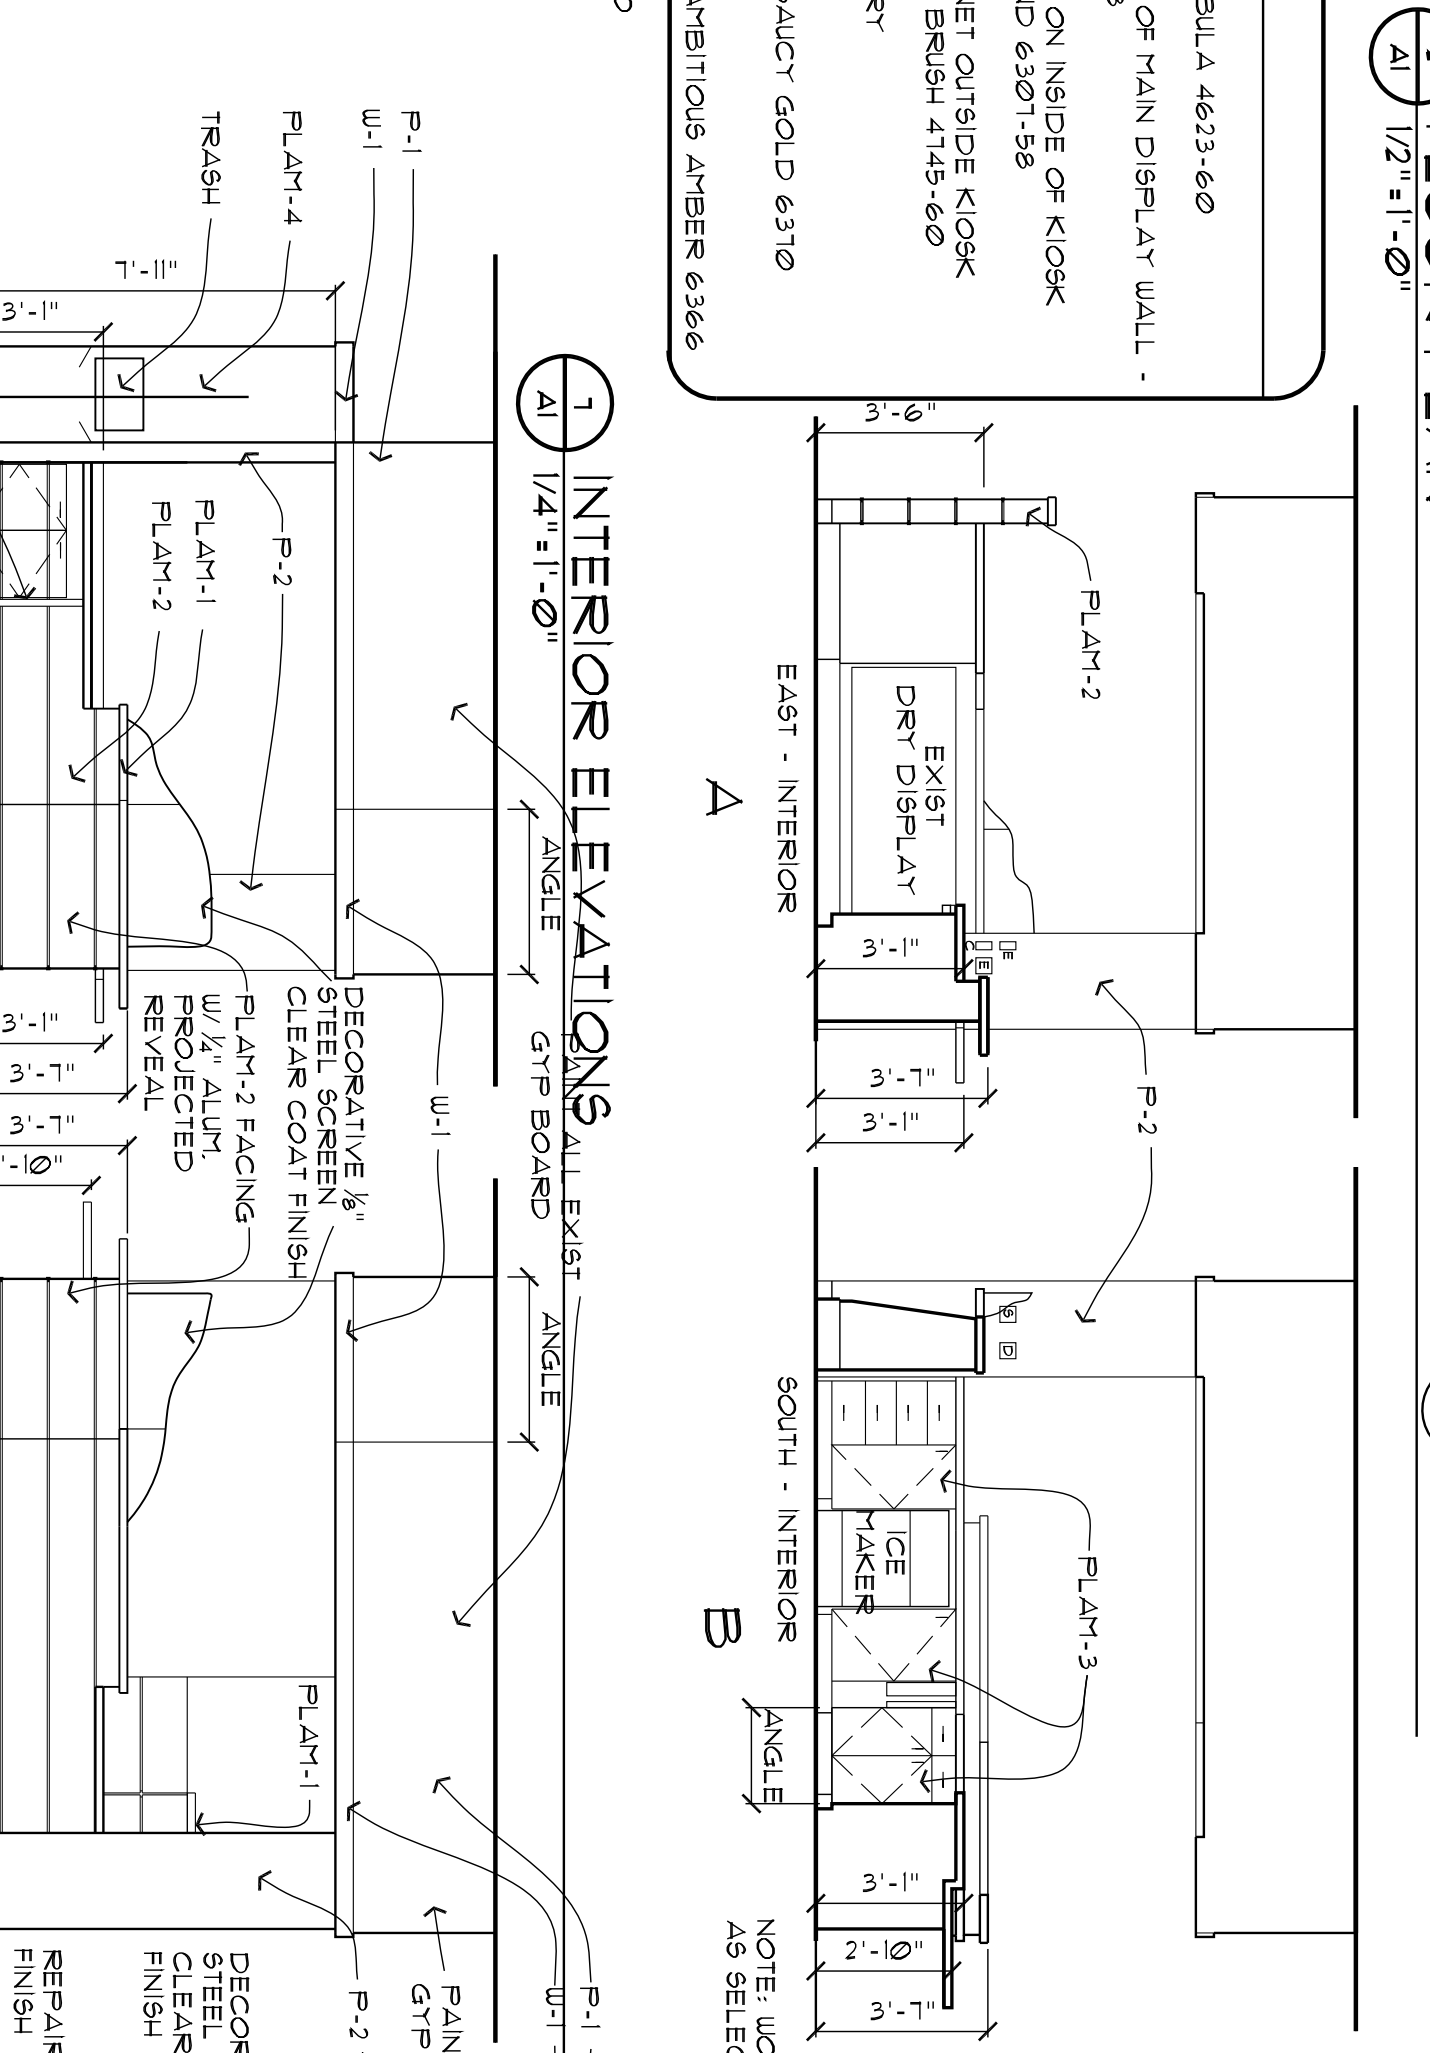 A1
1/2"=1'-0"
BULA 4623-60
OF MAIN DISPLAY WALL -
ON INSIDE OF KIOSK
ND 6307-58
NET OUTSIDE KIOSK
BRUSH 4745-60
RY
AUCY GOLD 6370
AMBITIOUS AMBER 6366
3'-6"
PLAM-2
EXIST
DRY DISPLAY
3'-1"
E
C
E
3'-7"
3'-1"
EAST - INTERIOR
A
P-2
S
D
PLAM-3
ICE
MAKER
SOUTH - INTERIOR
B
ANGLE
3'-1"
2'-10"
3'-7"
NOTE: WO
AS SELEC
7
A1
INTERIOR ELEVATIONS
1/4"=1'-0"
P-1
W-1
PLAM-4
TRASH
7'-11"
3'-1"
P-2
PLAM-1
PLAM-2
ANGLE
PAINT ALL EXIST
GYP BOARD
W-1
DECORATIVE 1/8"
STEEL SCREEN
CLEAR COAT FINISH
PLAM-2 FACING
W/ 1/4" ALUM.
PROJECTED
REVEAL
3'-1"
3'-7"
3'-7"
'-10"
ANGLE
PLAM-1
P-1
W-1
PAIN
GYP
P-2
DECOR
STEEL
CLEAR
FINISH
REPAIR
FINISH